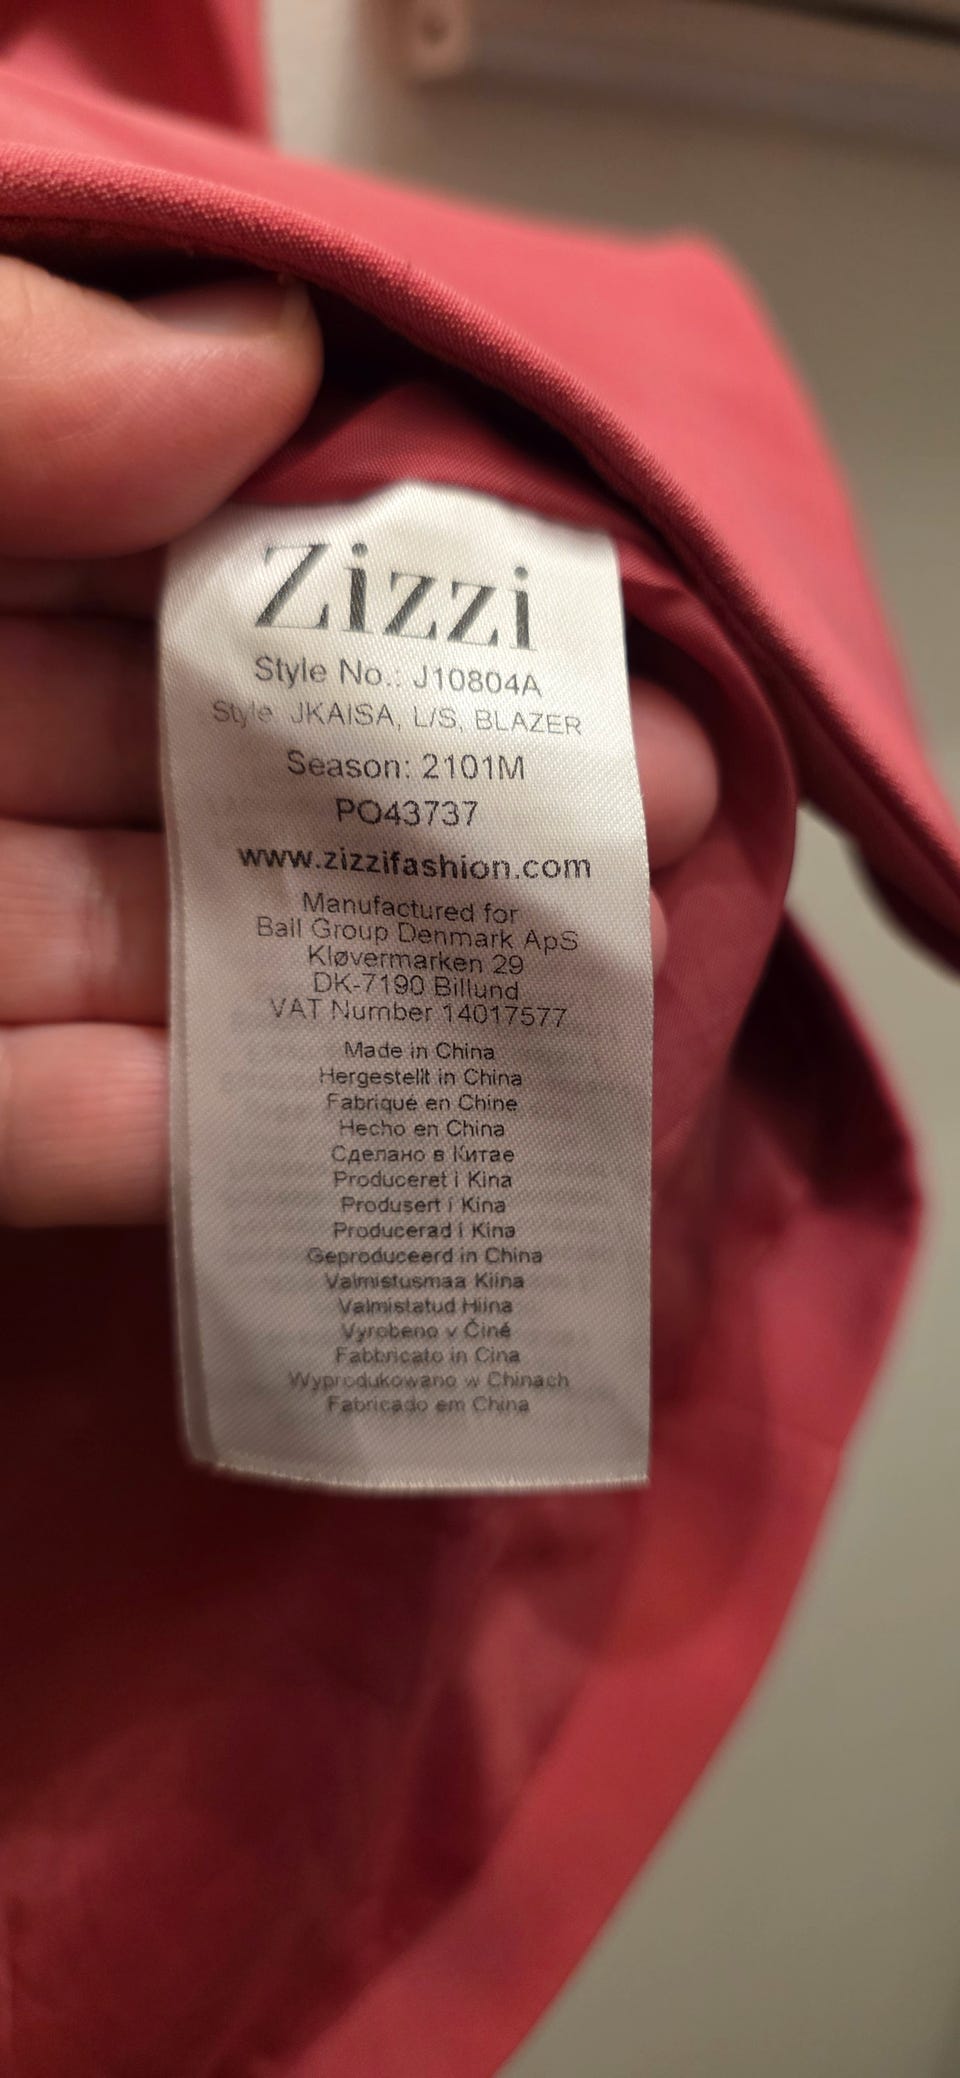 Zizzi
Style No.: J10804A
Style: JKAISA, L/S, BLAZER
Season: 2101M
PO43737
www.zizzifashion.com
Manufactured for
Bail Group Denmark ApS
Kløvermarken 29
DK-7190 Billund
VAT Number 14017577
Made in China
Hergestellt in China
Fabriqué en Chine
Hecho en China
Сделано в Китае
Produceret i Kina
Produsert i Kina
Producerad i Kina
Geproduceerd in China
Valmistusmaa Kiina
Valmistatud Hiina
Vyrobeno v Číně
Fabbricato in Cina
Wyprodukowano w Chinach
Fabricado em China